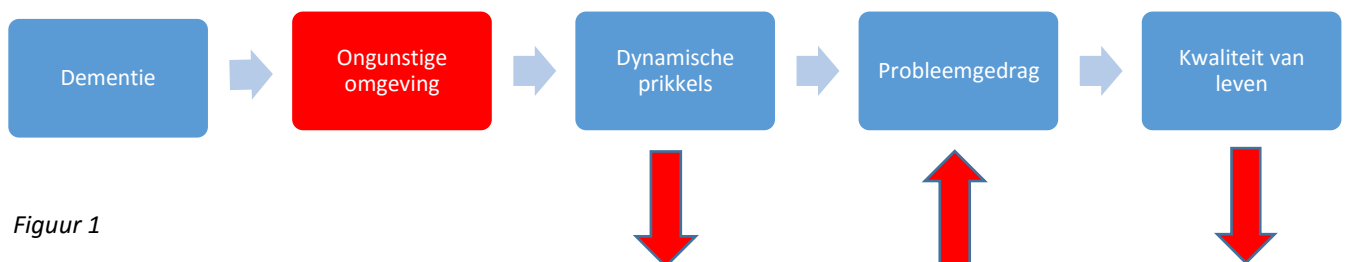 Dementie
Ongunstige
omgeving
Dynamische
prikkels
Probleemgedrag
Kwaliteit van
leven
Figuur 1